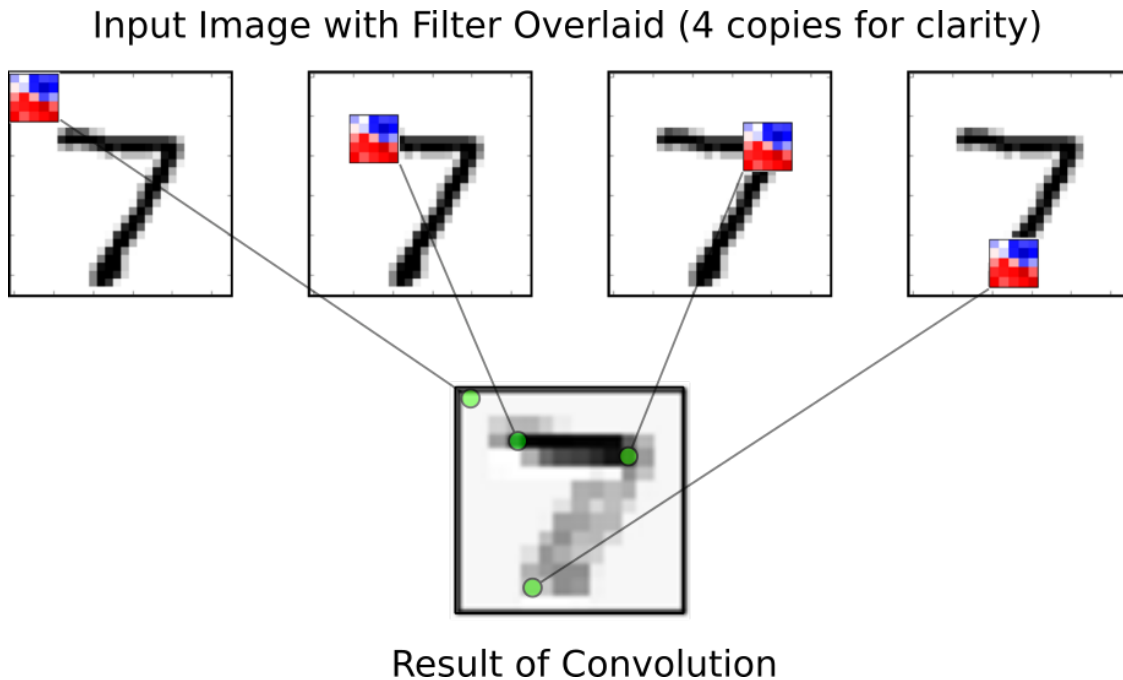 Input Image with Filter Overlaid (4 copies for clarity)
Result of Convolution